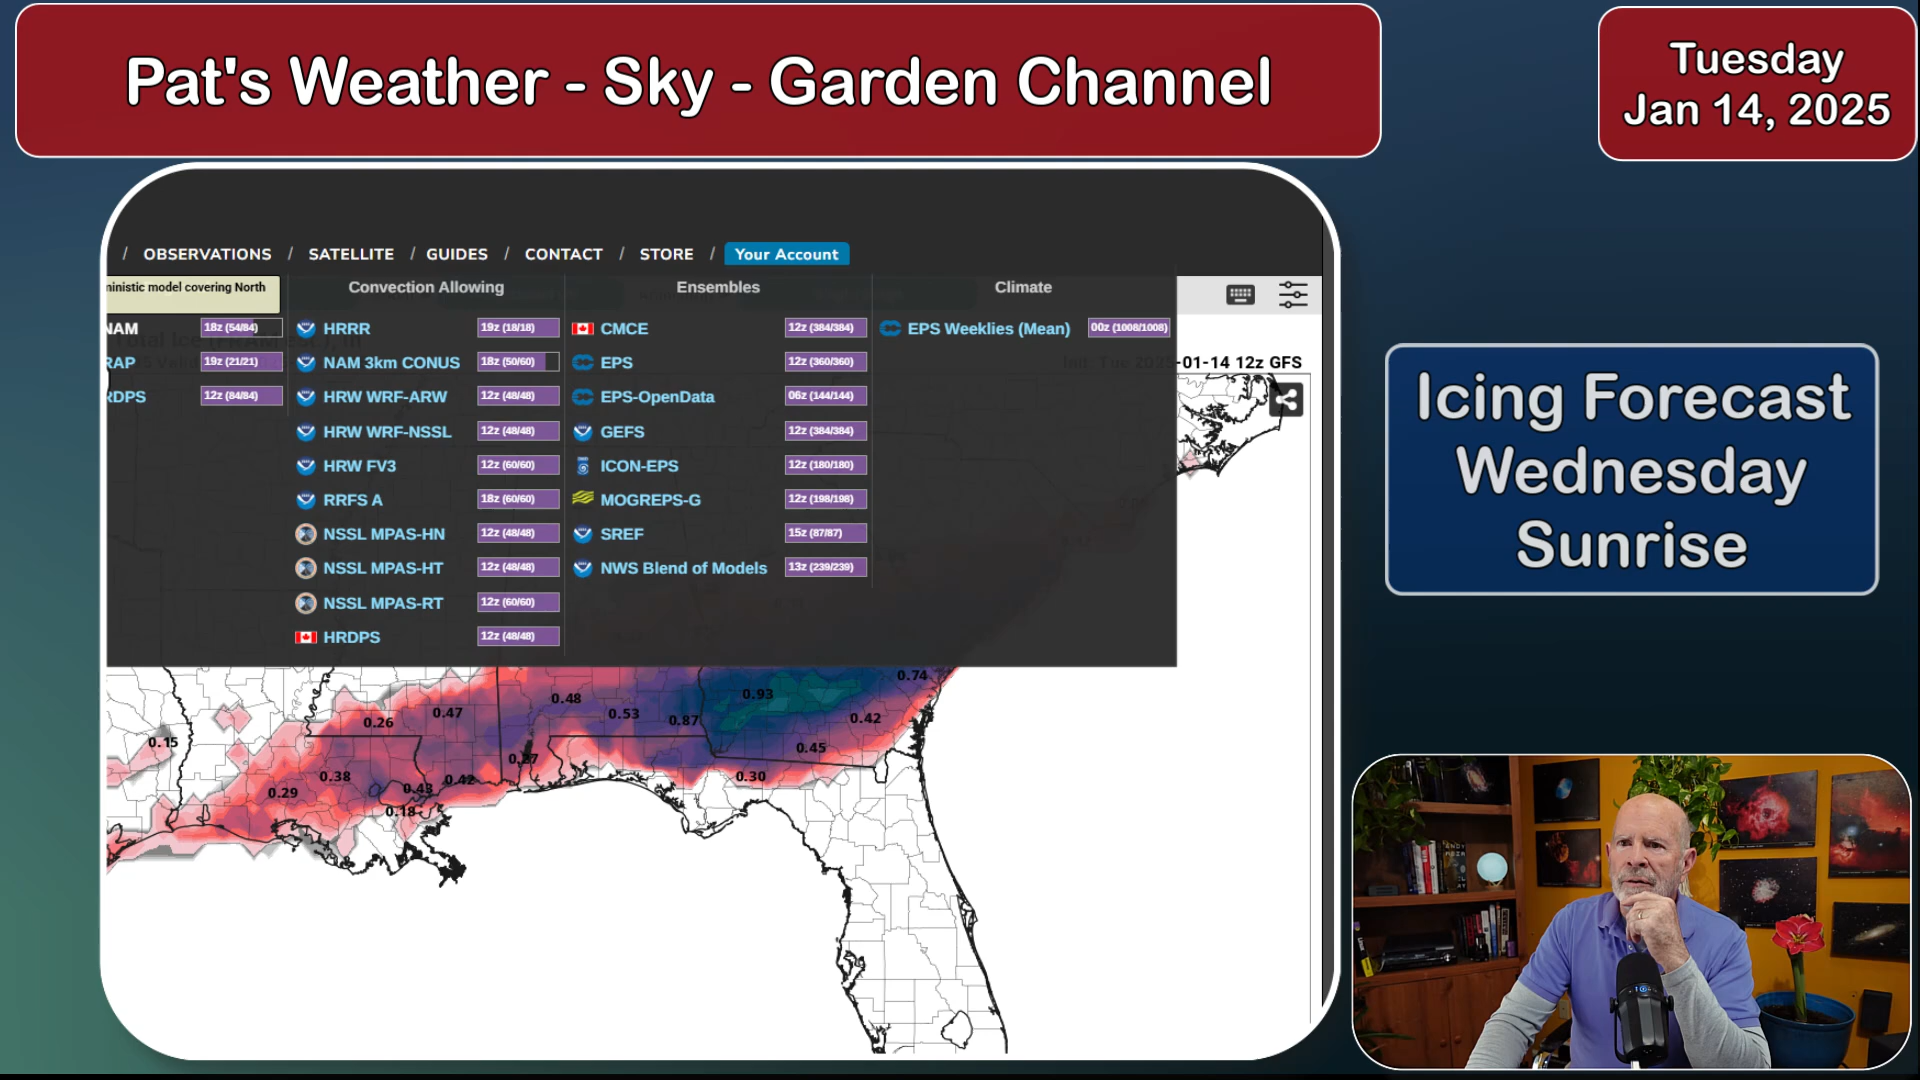 Pat's Weather - Sky - Garden Channel
Tuesday
Jan 14, 2025
/ OBSERVATIONS / SATELLITE / GUIDES / CONTACT / STORE / Your Account
ministic model covering North
Convection Allowing
Ensembles
Climate
NAM 18z (54/84)
RAP 19z (21/21)
RDPS 12z (84/84)
HRRR 19z (18/18)
NAM 3km CONUS 18z (50/60)
HRW WRF-ARW 12z (48/48)
HRW WRF-NSSL 12z (48/48)
HRW FV3 12z (60/60)
RRFS A 18z (60/60)
NSSL MPAS-HN 12z (48/48)
NSSL MPAS-HT 12z (48/48)
NSSL MPAS-RT 12z (60/60)
HRDPS 12z (48/48)
CMCE 12z (384/384)
EPS 12z (360/360)
EPS-OpenData 06z (144/144)
GEFS 12z (384/384)
ICON-EPS 12z (180/180)
MOGREPS-G 12z (198/198)
SREF 15z (87/87)
NWS Blend of Models 13z (239/239)
EPS Weeklies (Mean) 00z (1008/1008)
Init: Tue 2025-01-14 12z GFS
0.74
0.93
0.48
0.47
0.53
0.26
0.87
0.42
0.15
0.45
0.38
0.30
0.42
0.29
0.43
0.18
Icing Forecast
Wednesday
Sunrise